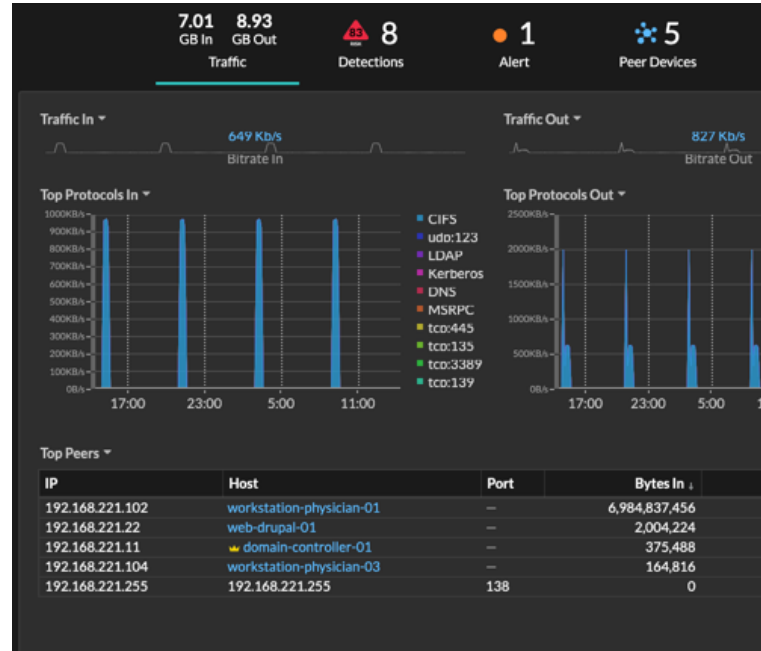 7.01 8.93 83 8 1 5
GB In GB Out RISK
Traffic Detections Alert Peer Devices
Traffic In Traffic Out
649 Kb/s 827 Kb/s
Bitrate In Bitrate Out
Top Protocols In Top Protocols Out
1000KB/s
900KB/s
800KB/s
700KB/s
600KB/s
500KB/s
400KB/s
300KB/s
200KB/s
100KB/s
0B/s
17:00 23:00 5:00 11:00
CIFS
udp:123
LDAP
Kerberos
DNS
MSRPC
tcp:445
tcp:135
tcp:3389
tcp:139
2500KB/s
2000KB/s
1500KB/s
1000KB/s
500KB/s
0B/s
17:00 23:00 5:00
Top Peers
IP Host Port Bytes In
192.168.221.102 workstation-physician-01 — 6,984,837,456
192.168.221.22 web-drupal-01 — 2,004,224
192.168.221.11 domain-controller-01 — 375,488
192.168.221.104 workstation-physician-03 — 164,816
192.168.221.255 192.168.221.255 138 0